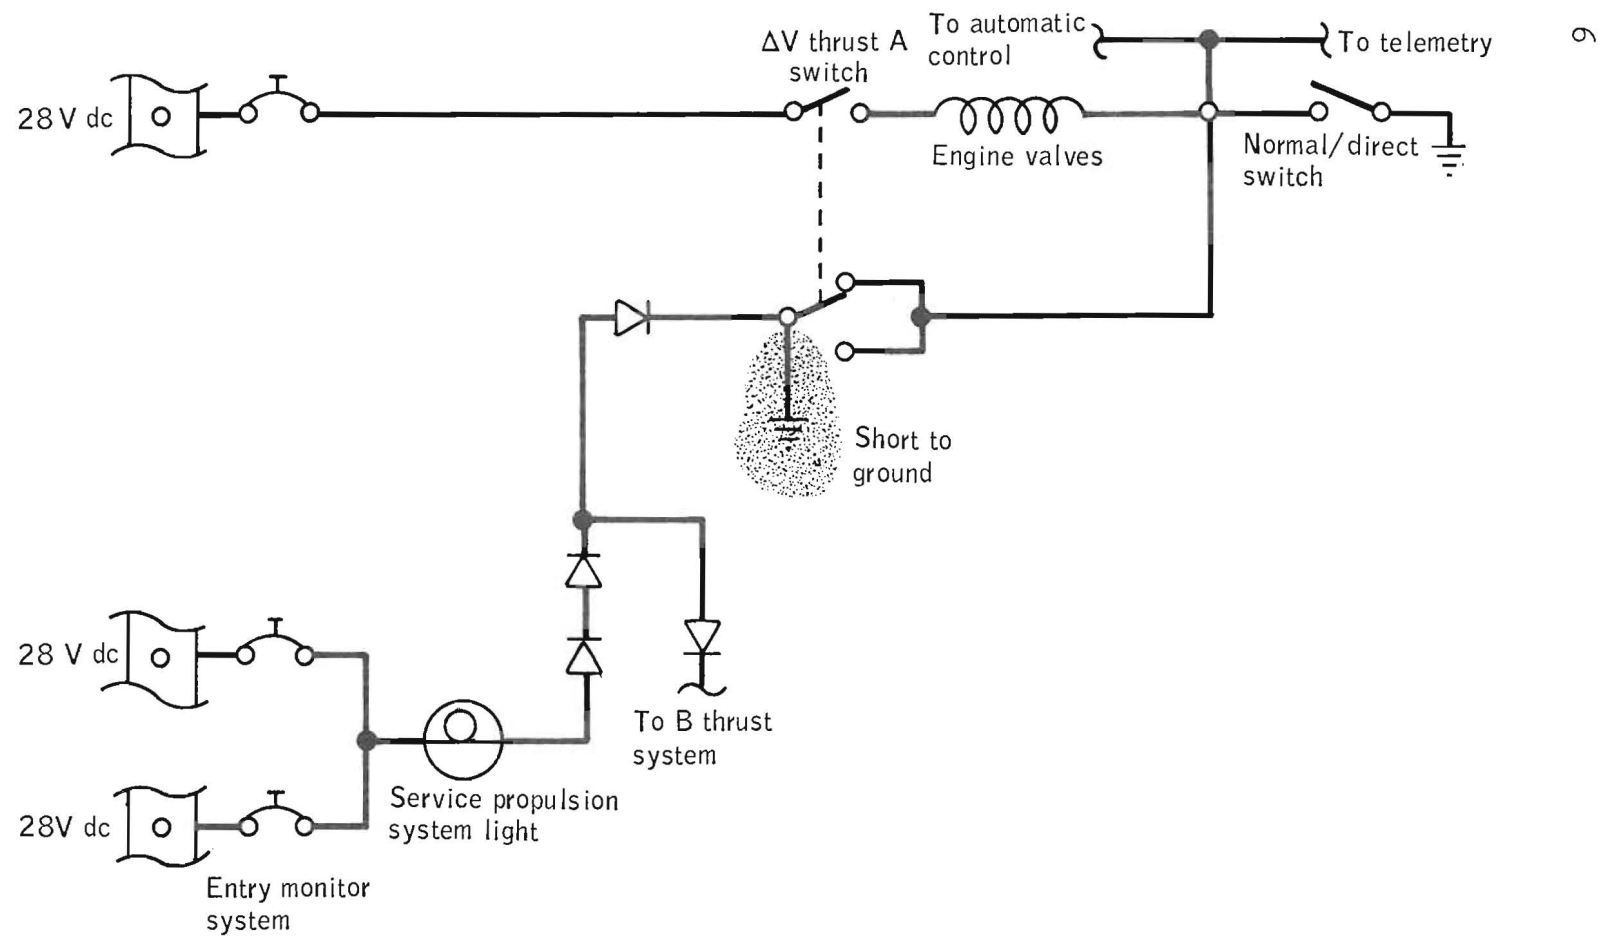 ΔV thrust A
switch
To automatic
control
To telemetry
9
28 V dc
Engine valves
Normal/direct
switch
Short to
ground
28 V dc
To B thrust
system
Service propulsion
system light
28V dc
Entry monitor
system